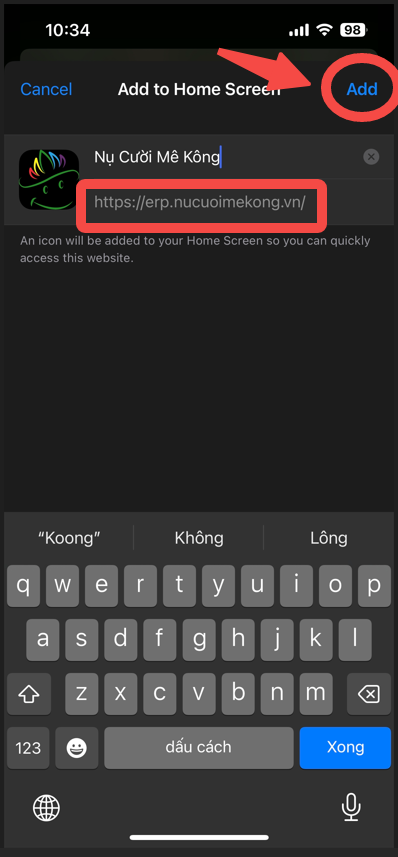 10:34
98
Cancel
Add to Home Screen
Add
Nụ Cười Mê Kông
https://erp.nucuoimekong.vn/
An icon will be added to your Home Screen so you can quickly
access this website.
“Koong”
Không
Lông
q w e r t y u i o p
a s d f g h j k l
z x c v b n m
123
dấu cách
Xong